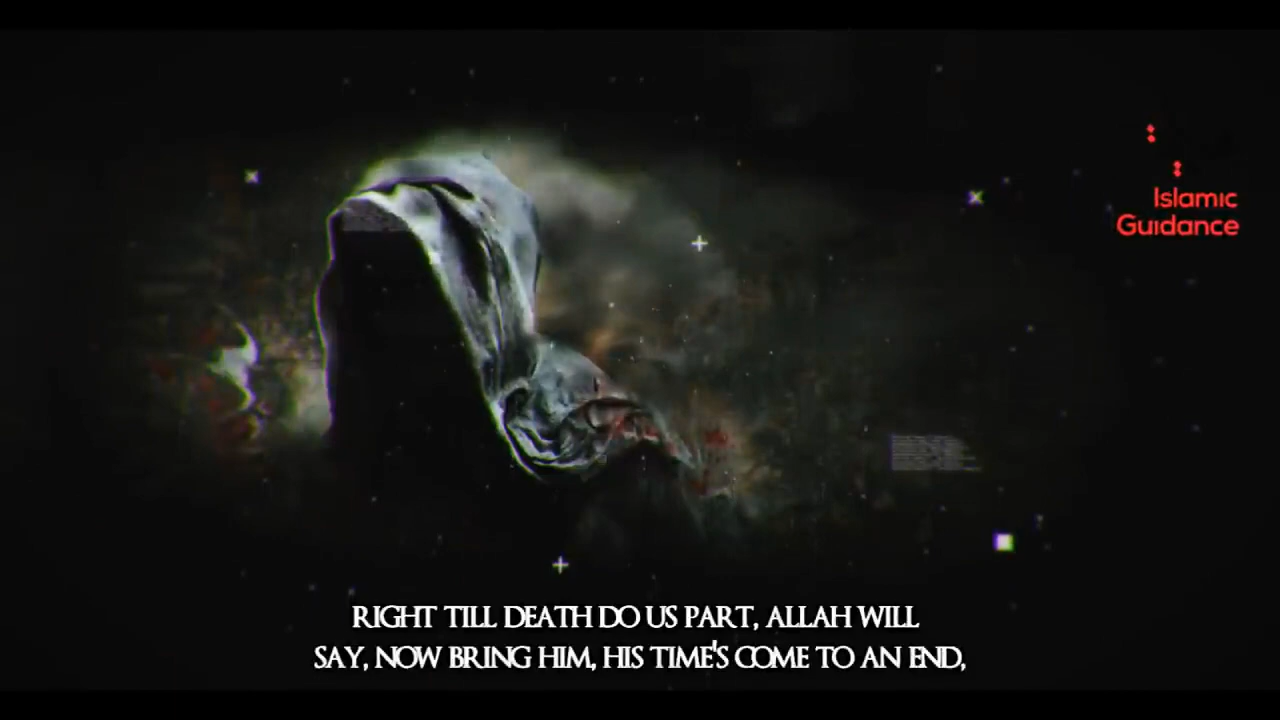 Islamic
Guidance
RIGHT TILL DEATH DO US PART, ALLAH WILL
SAY, NOW BRING HIM, HIS TIME'S COME TO AN END,